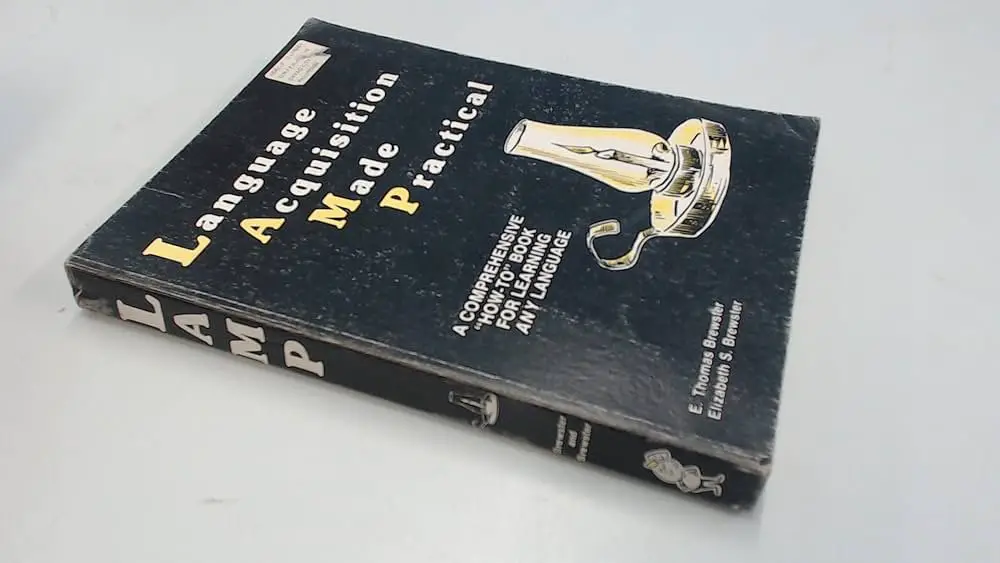 Language
Acquisition
Made
Practical
A COMPREHENSIVE
"HOW-TO" BOOK
FOR LEARNING
ANY LANGUAGE
E. Thomas Brewster
Elizabeth S. Brewster
L
A
M
P
Brewster
and
Brewster